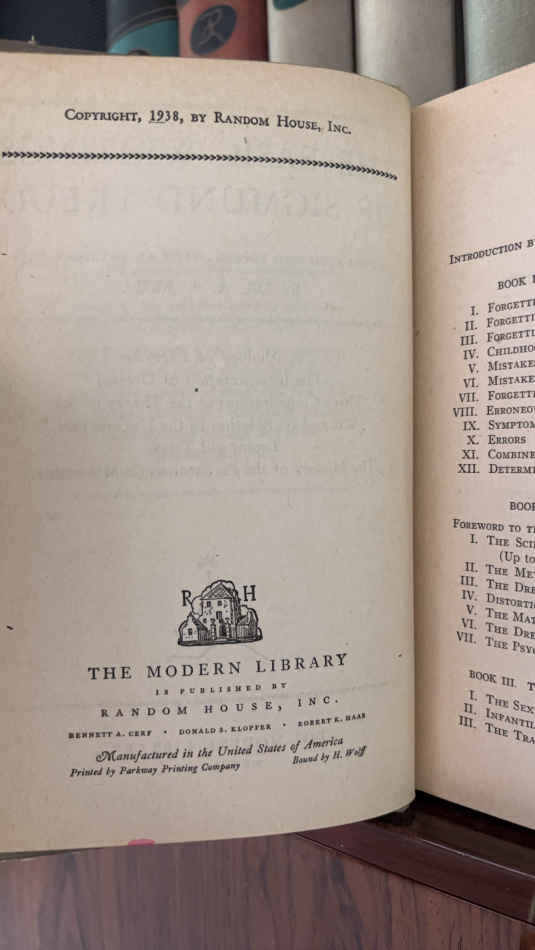 COPYRIGHT, 1938, BY RANDOM HOUSE, INC.
R H
THE MODERN LIBRARY
IS PUBLISHED BY
RANDOM HOUSE, INC.
BENNETT A. CERF • DONALD S. KLOPFER • ROBERT K. HAAS
Manufactured in the United States of America
Printed by Parkway Printing Company Bound by H. Wolff
INTRODUCTION B
BOOK I
I. FORGETT
II. FORGETTI
III. FORGETTI
IV. CHILDHO
V. MISTAKE
VI. MISTAKE
VII. FORGETT
VIII. ERRONEO
IX. SYMPTOM
X. ERRORS
XI. COMBINE
XII. DETERMI
BOO
FOREWORD TO T
I. THE SCI
(Up to
II. THE ME
III. THE DRE
IV. DISTORTI
V. THE MAT
VI. THE DRE
VII. THE PSY
BOOK III. T
I. THE SEX
II. INFANTIL
III. THE TRA